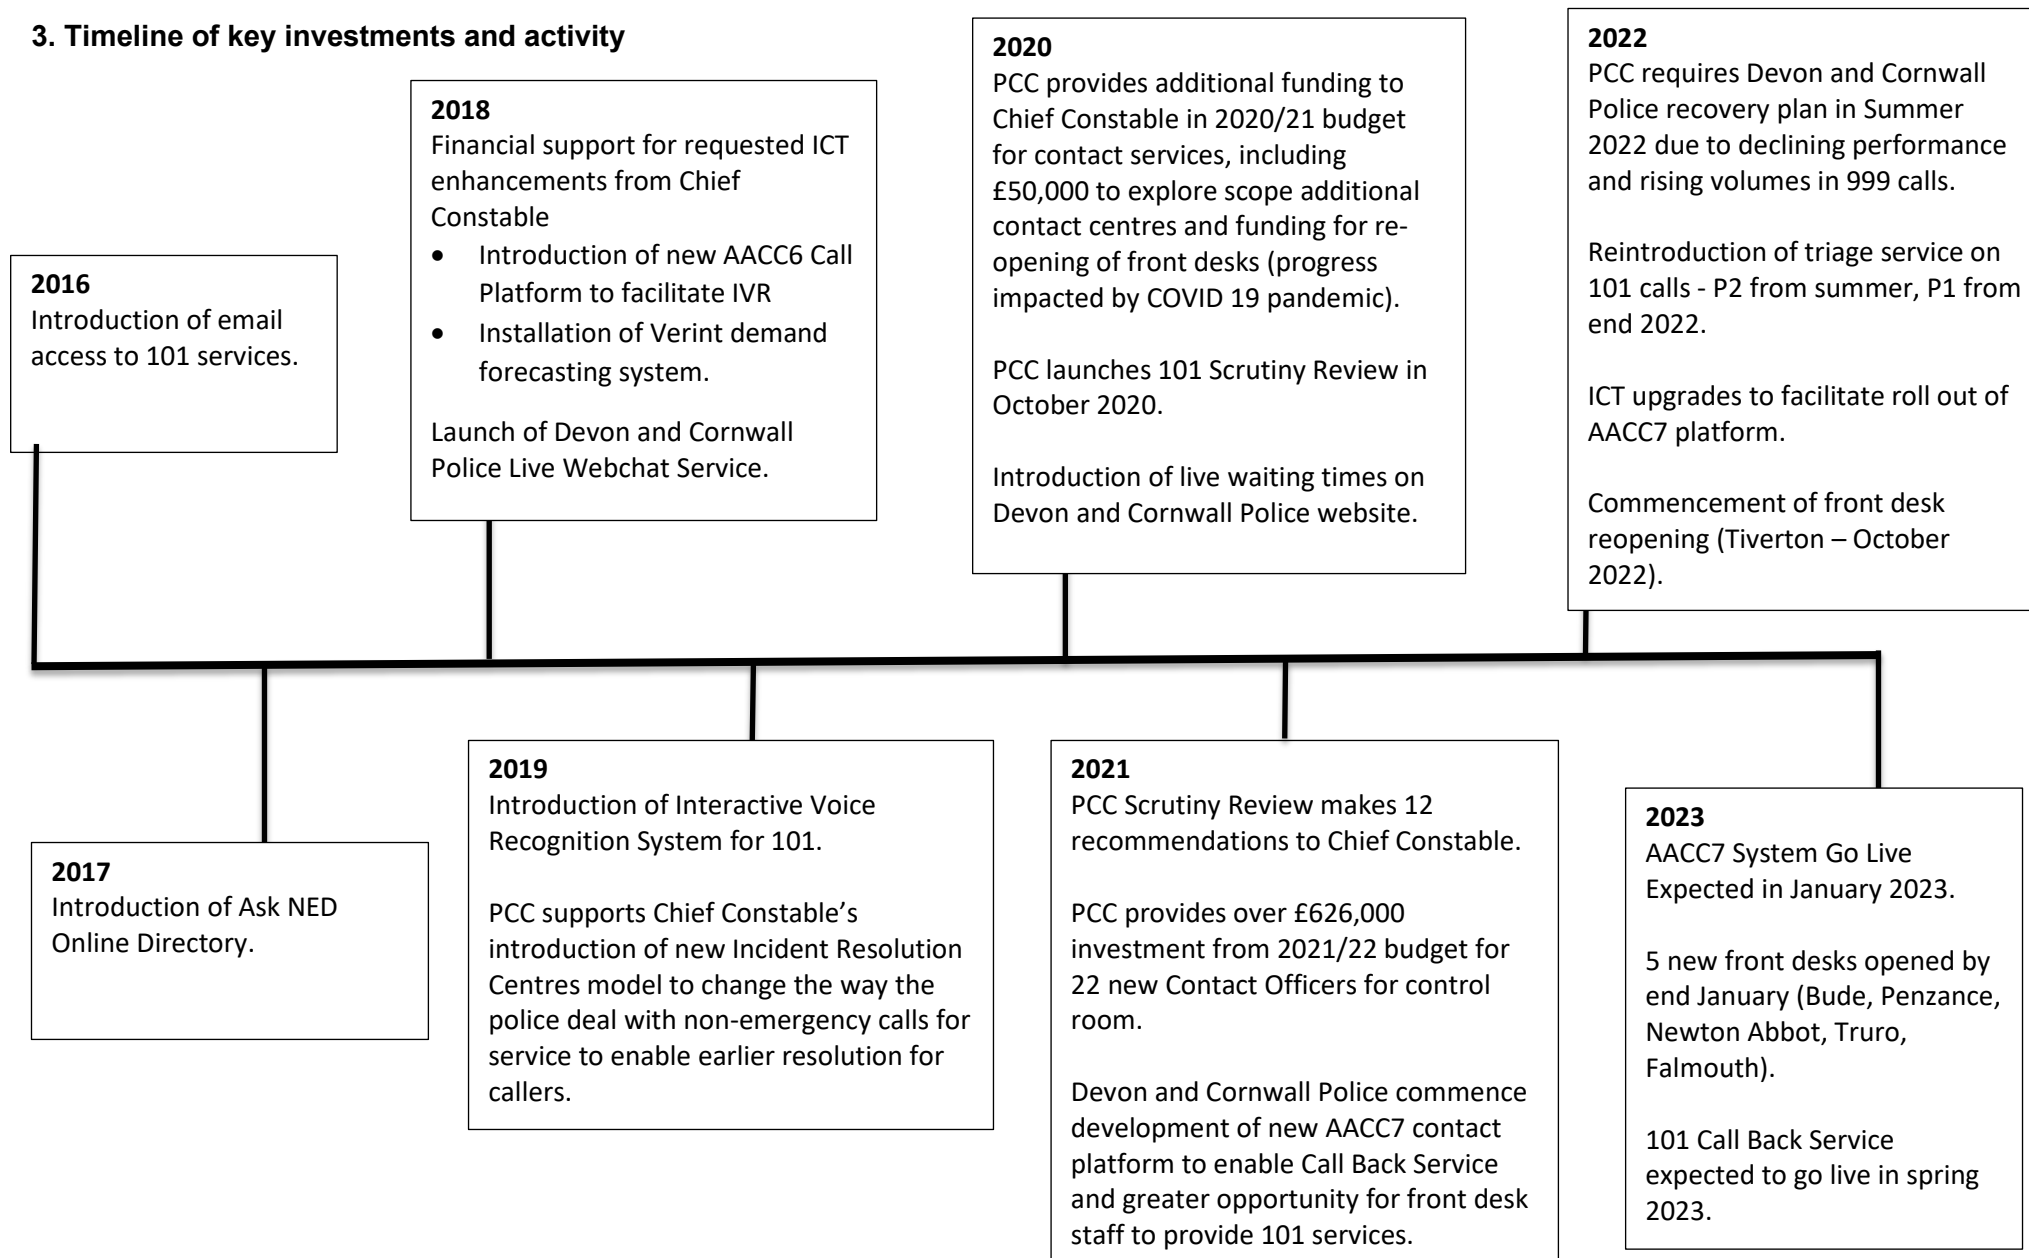 3. Timeline of key investments and activity
2016
Introduction of email
access to 101 services.
2017
Introduction of Ask NED
Online Directory.
2018
Financial support for requested ICT
enhancements from Chief
Constable
• Introduction of new AACC6 Call
Platform to facilitate IVR
• Installation of Verint demand
forecasting system.
Launch of Devon and Cornwall
Police Live Webchat Service.
2019
Introduction of Interactive Voice
Recognition System for 101.
PCC supports Chief Constable’s
introduction of new Incident Resolution
Centres model to change the way the
police deal with non-emergency calls for
service to enable earlier resolution for
callers.
2020
PCC provides additional funding to
Chief Constable in 2020/21 budget
for contact services, including
£50,000 to explore scope additional
contact centres and funding for re-
opening of front desks (progress
impacted by COVID 19 pandemic).
PCC launches 101 Scrutiny Review in
October 2020.
Introduction of live waiting times on
Devon and Cornwall Police website.
2021
PCC Scrutiny Review makes 12
recommendations to Chief Constable.
PCC provides over £626,000
investment from 2021/22 budget for
22 new Contact Officers for control
room.
Devon and Cornwall Police commence
development of new AACC7 contact
platform to enable Call Back Service
and greater opportunity for front desk
staff to provide 101 services.
2022
PCC requires Devon and Cornwall
Police recovery plan in Summer
2022 due to declining performance
and rising volumes in 999 calls.
Reintroduction of triage service on
101 calls - P2 from summer, P1 from
end 2022.
ICT upgrades to facilitate roll out of
AACC7 platform.
Commencement of front desk
reopening (Tiverton – October
2022).
2023
AACC7 System Go Live
Expected in January 2023.
5 new front desks opened by
end January (Bude, Penzance,
Newton Abbot, Truro,
Falmouth).
101 Call Back Service
expected to go live in spring
2023.